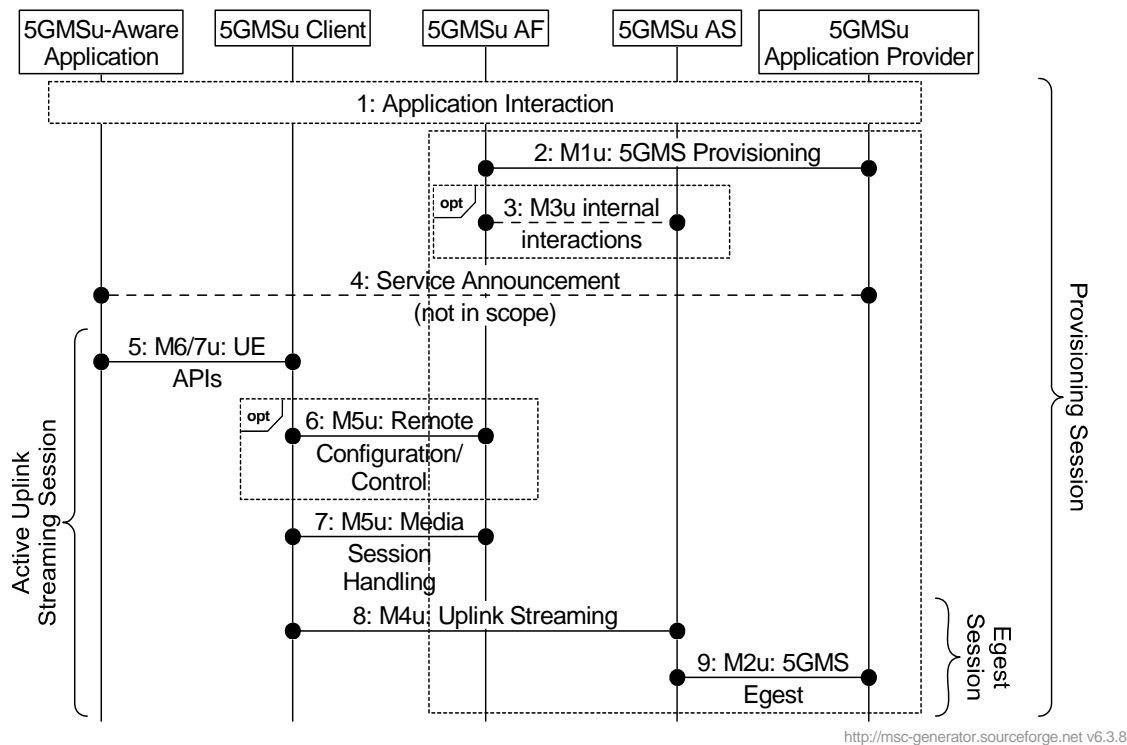 5GMSu-Aware
Application
5GMSu Client
5GMSu AF
5GMSu AS
5GMSu
Application Provider
1: Application Interaction
2: M1u: 5GMS Provisioning
opt
3: M3u internal
interactions
4: Service Announcement
(not in scope)
5: M6/7u: UE
APIs
opt
6: M5u: Remote
Configuration/
Control
7: M5u: Media
Session
Handling
8: M4u: Uplink Streaming
9: M2u: 5GMS
Egest
Active Uplink
Streaming Session
Provisioning Session
Egest
Session
http://msc-generator.sourceforge.net v6.3.8